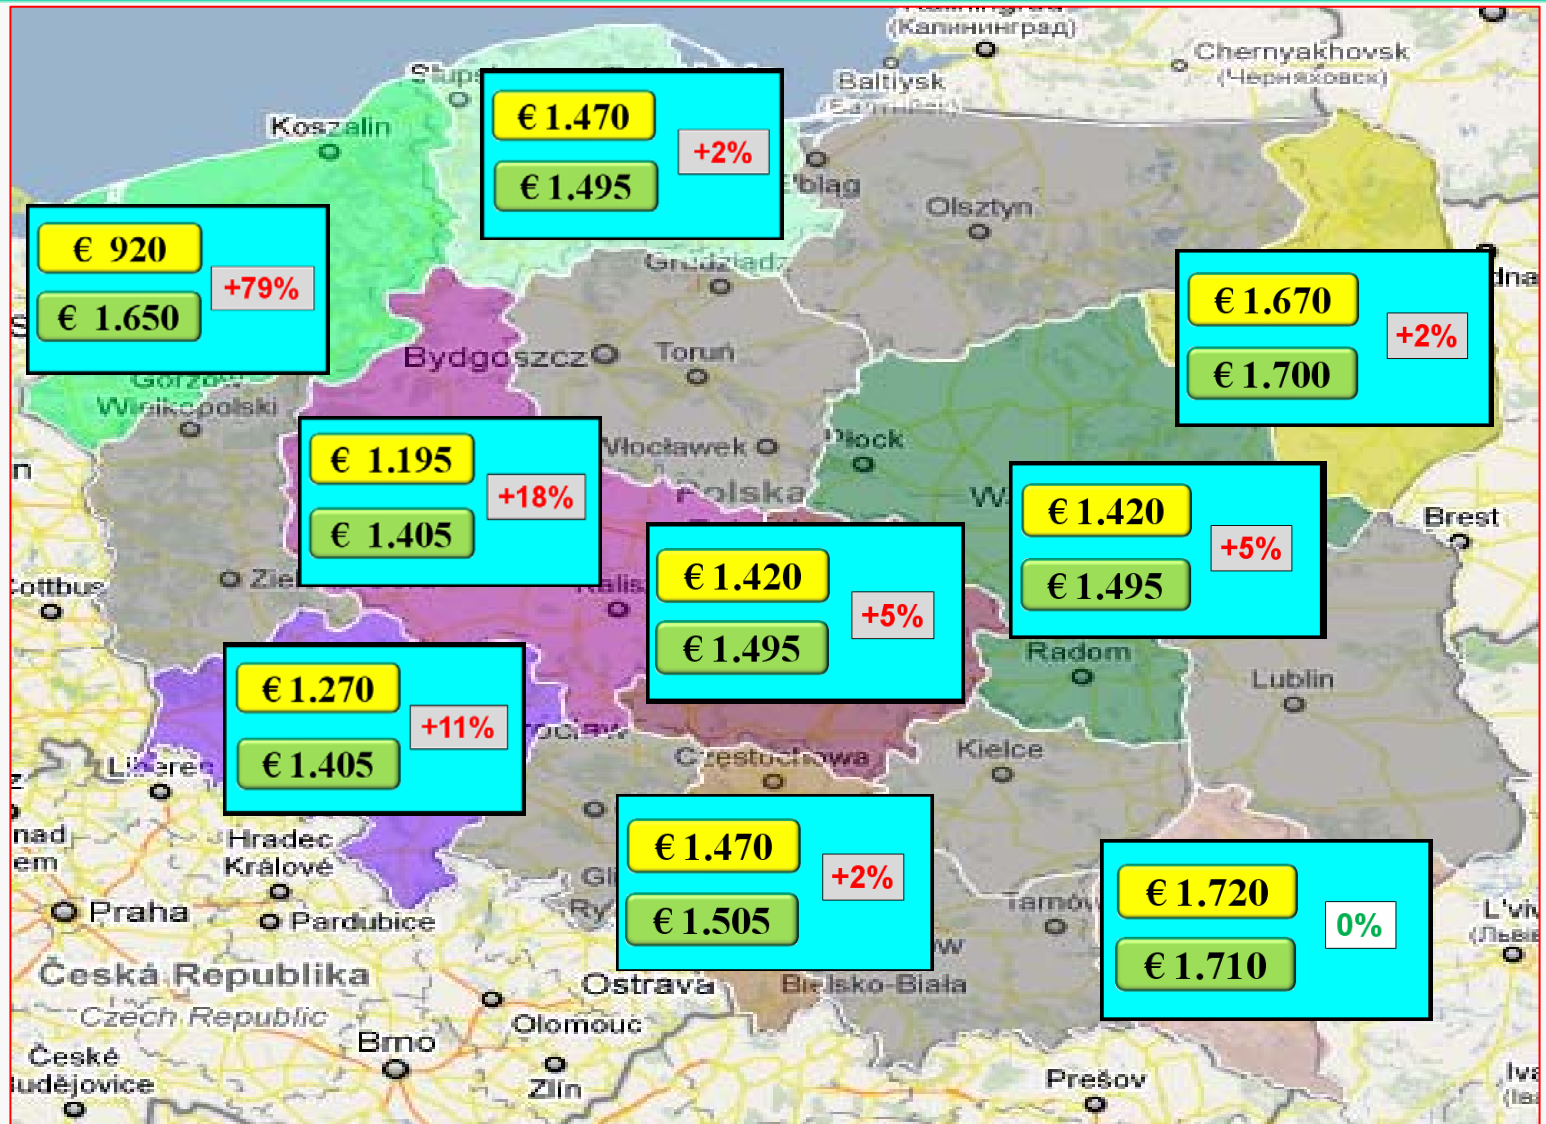 (Калининград)
Chernyakhovsk
(Черняховск)
Baltiysk
Koszalin
€ 1.470
+2%
€ 1.495
Olsztyn
€ 920
+79%
€ 1.650
Grudziądz
€ 1.670
+2%
€ 1.700
Bydgoszcz
Toruń
Gorzów
Wielkopolski
Włocławek
Płock
Polska
€ 1.195
+18%
€ 1.405
€ 1.420
+5%
€ 1.495
Brest
€ 1.420
+5%
€ 1.495
Radom
Lublin
€ 1.270
+11%
€ 1.405
Częstochowa
Kielce
Liberec
Hradec
Králové
€ 1.470
+2%
€ 1.505
€ 1.720
0%
€ 1.710
Praha
Pardubice
Tarnów
Česká Republika
Czech Republic
Ostrava
Bielsko-Biała
Olomouc
Brno
České
Zlín
Prešov